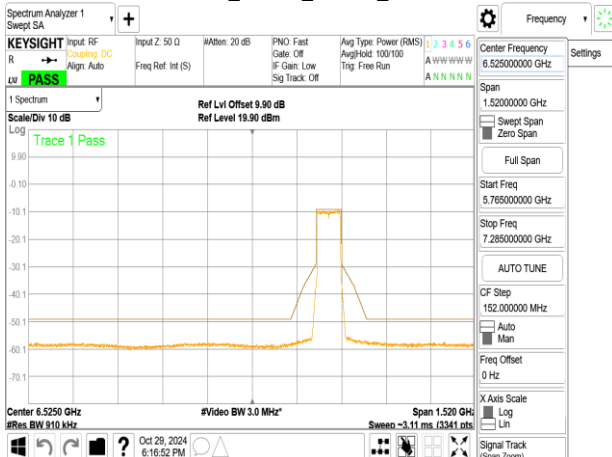 Spectrum Analyzer 1
Swept SA
+
Frequency
KEYSIGHT
R
LXI
PASS
Input: RF
Coupling: DC
Align: Auto
Input Z: 50 Ω
Freq Ref: Int (S)
#Atten: 20 dB
PNO: Fast
Gate: Off
IF Gain: Low
Sig Track: Off
Avg Type: Power (RMS)
Avg|Hold: 100/100
Trig: Free Run
1 2 3 4 5 6
A W W W W W
A N N N N N
1 Spectrum
Scale/Div 10 dB
Ref Lvl Offset 9.90 dB
Ref Level 19.90 dBm
Log
Trace 1 Pass
9.90
-0.10
-10.1
-20.1
-30.1
-40.1
-50.1
-60.1
-70.1
Center 6.5250 GHz
#Res BW 910 kHz
#Video BW 3.0 MHz*
Span 1.520 GHz
Sweep ~3.11 ms (3341 pts
?
Oct 29, 2024
6:16:52 PM
Center Frequency
6.525000000 GHz
Settings
Span
1.52000000 GHz
Swept Span
Zero Span
Full Span
Start Freq
5.765000000 GHz
Stop Freq
7.285000000 GHz
AUTO TUNE
CF Step
152.000000 MHz
Auto
Man
Freq Offset
0 Hz
X Axis Scale
Log
Lin
Signal Track
(Span Zoom)